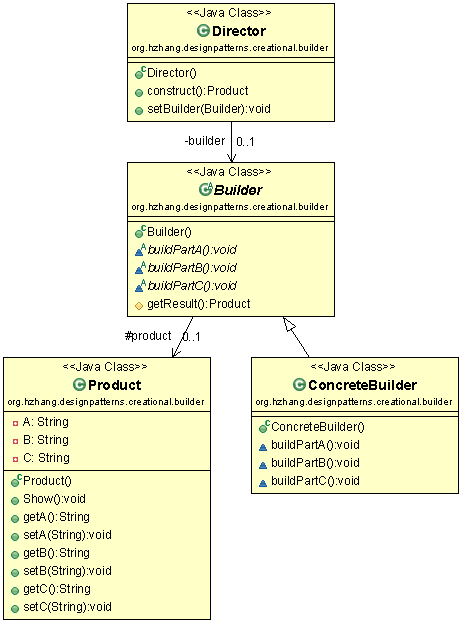 <<Java Class>>
Director
org.hzhang.designpatterns.creational.builder
Director()
construct():Product
setBuilder(Builder):void
-builder 0..1
<<Java Class>>
Builder
org.hzhang.designpatterns.creational.builder
Builder()
buildPartA():void
buildPartB():void
buildPartC():void
getResult():Product
#product 0..1
<<Java Class>>
Product
org.hzhang.designpatterns.creational.builder
A: String
B: String
C: String
Product()
Show():void
getA():String
setA(String):void
getB():String
setB(String):void
getC():String
setC(String):void
<<Java Class>>
ConcreteBuilder
org.hzhang.designpatterns.creational.builder
ConcreteBuilder()
buildPartA():void
buildPartB():void
buildPartC():void